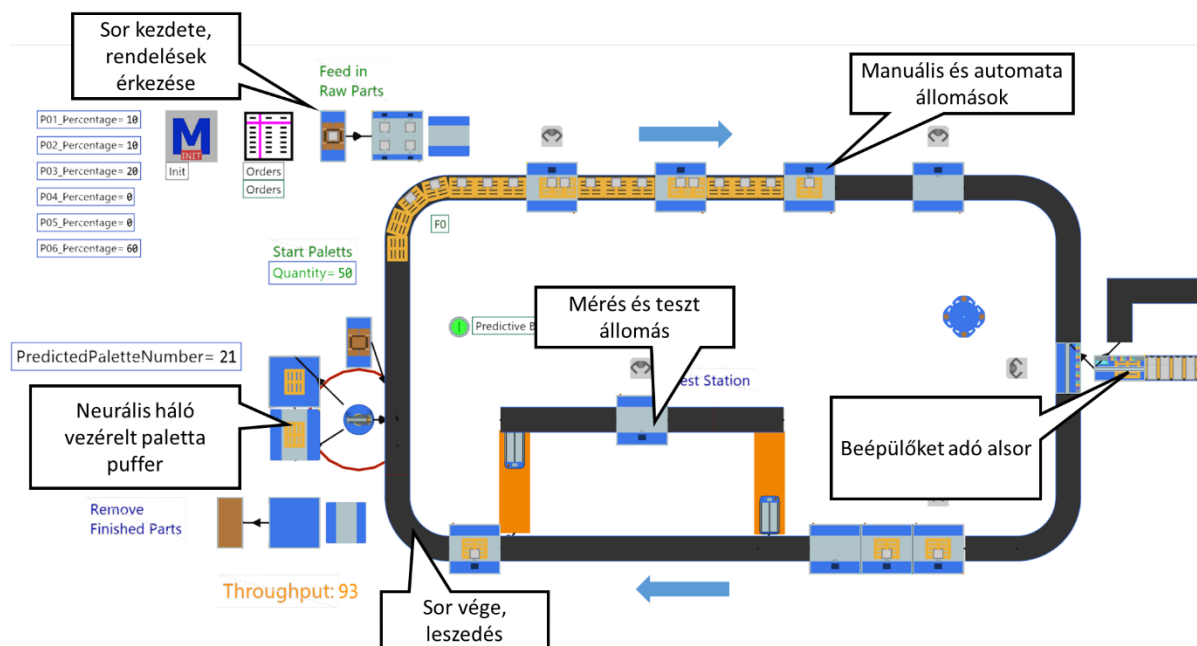 Sor kezdete,
rendelések
érkezése
Feed in
Raw Parts
Manuális és automata
állomások
P01_Percentage= 10
P02_Percentage= 10
P03_Percentage= 20
P04_Percentage= 0
P05_Percentage= 0
P06_Percentage= 60
M
INIT
Init
Orders
Orders
F0
Start Paletts
Quantity= 50
Predictive B
Mérés és teszt
állomás
est Station
PredictedPaletteNumber= 21
Neurális háló
vezérelt paletta
puffer
Beépülőket adó alsor
Remove
Finished Parts
Throughput: 93
Sor vége,
leszedés